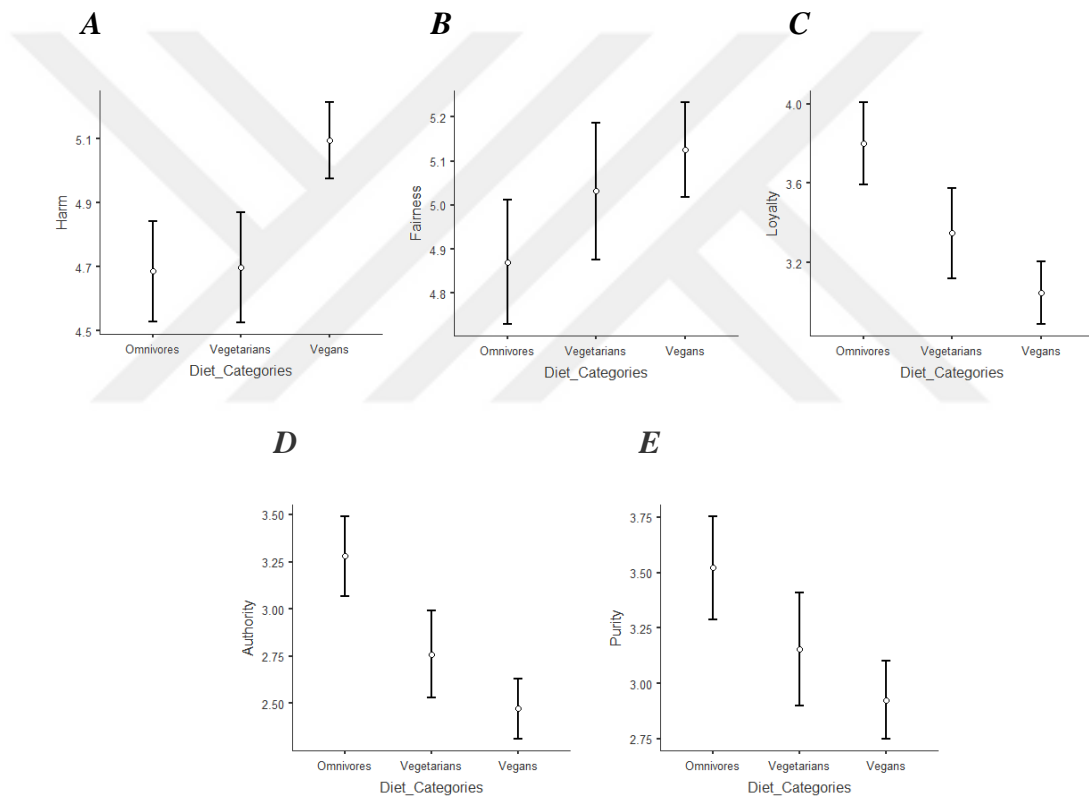 A
B
C
Harm
5.1
4.9
4.7
4.5
Omnivores
Vegetarians
Vegans
Diet_Categories
Fairness
5.2
5.1
5.0
4.9
4.8
Omnivores
Vegetarians
Vegans
Diet_Categories
Loyalty
4.0
3.6
3.2
Omnivores
Vegetarians
Vegans
Diet_Categories
D
E
Authority
3.50
3.25
3.00
2.75
2.50
Omnivores
Vegetarians
Vegans
Diet_Categories
Purity
3.75
3.50
3.25
3.00
2.75
Omnivores
Vegetarians
Vegans
Diet_Categories